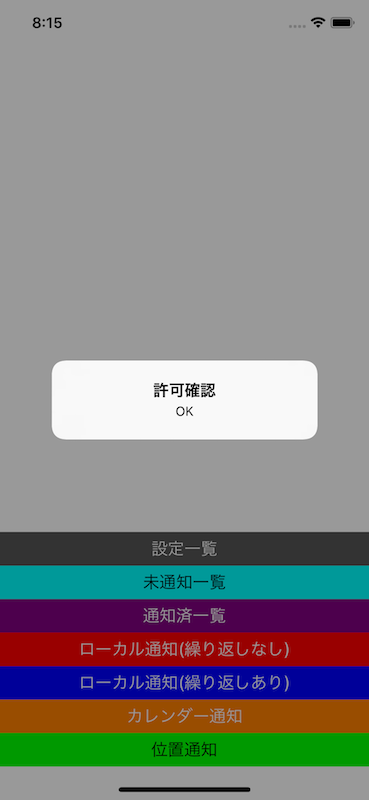 8:15
許可確認
OK
設定一覧
未通知一覧
通知済一覧
ローカル通知(繰り返しなし)
ローカル通知(繰り返しあり)
カレンダー通知
位置通知